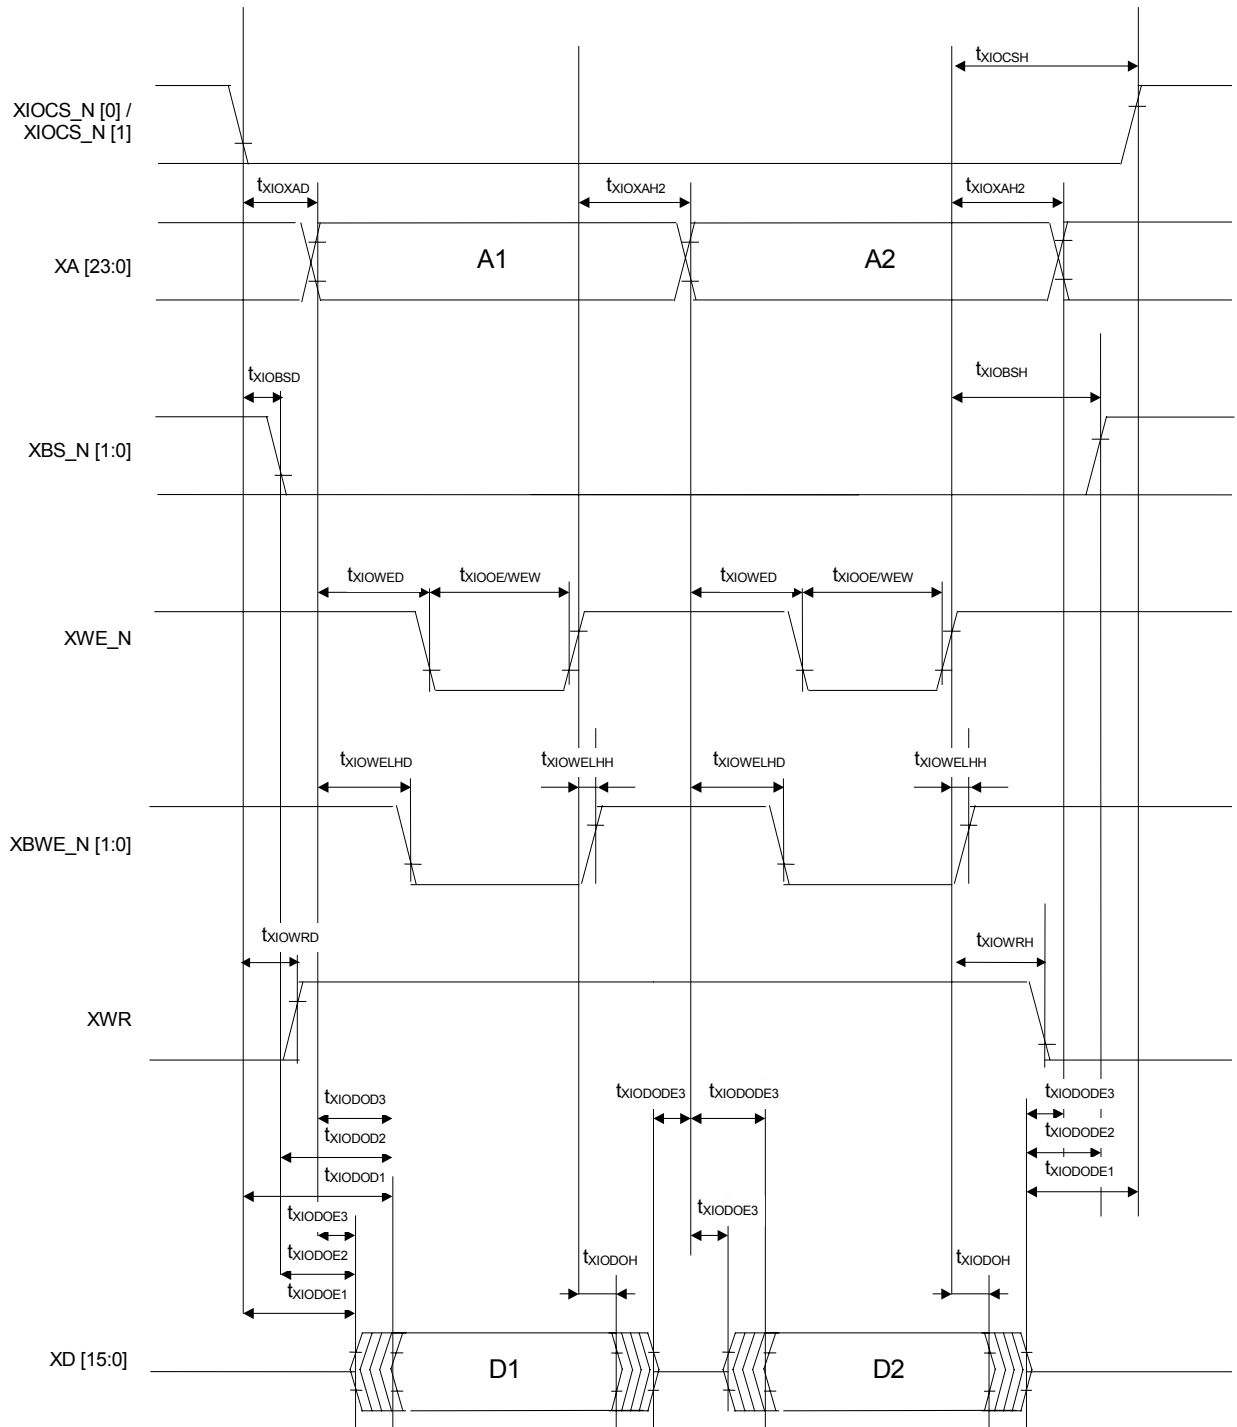 tXIOCSH
XIOCS_N [0] /
XIOCS_N [1]
tXIOXAD
tXIOXAH2
tXIOXAH2
XA [23:0]
A1
A2
tXIOBSD
tXIOBSH
XBS_N [1:0]
tXIOWED
tXIOOE/WEW
tXIOWED
tXIOOE/WEW
XWE_N
tXIOWELHD
tXIOWELHH
tXIOWELHD
tXIOWELHH
XBWE_N [1:0]
tXIOWRD
tXIOWRH
XWR
tXIODOD3
tXIODODE3
tXIODODE3
tXIODODE3
tXIODOD2
tXIODODE2
tXIODOD1
tXIODODE1
tXIODOE3
tXIODOE3
tXIODOE2
tXIODOH
tXIODOH
tXIODOE1
XD [15:0]
D1
D2